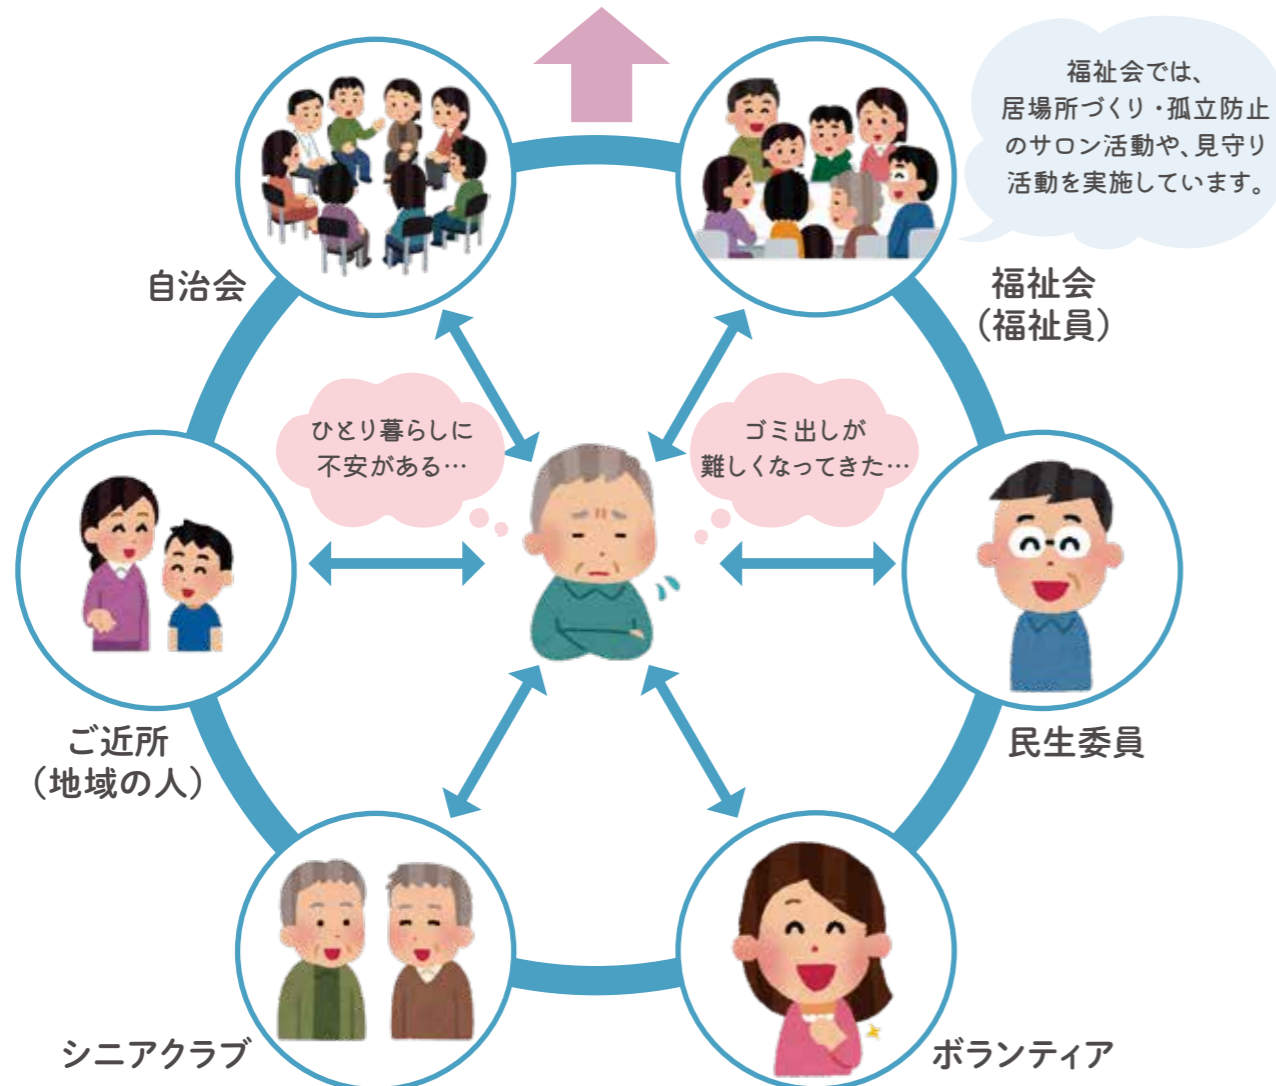 福祉会では、
居場所づくり・孤立防止
のサロン活動や、見守り
活動を実施しています。
自治会
福祉会
（福祉員）
ひとり暮らしに
不安がある…
ゴミ出しが
難しくなってきた…
ご近所
（地域の人）
民生委員
シニアクラブ
ボランティア